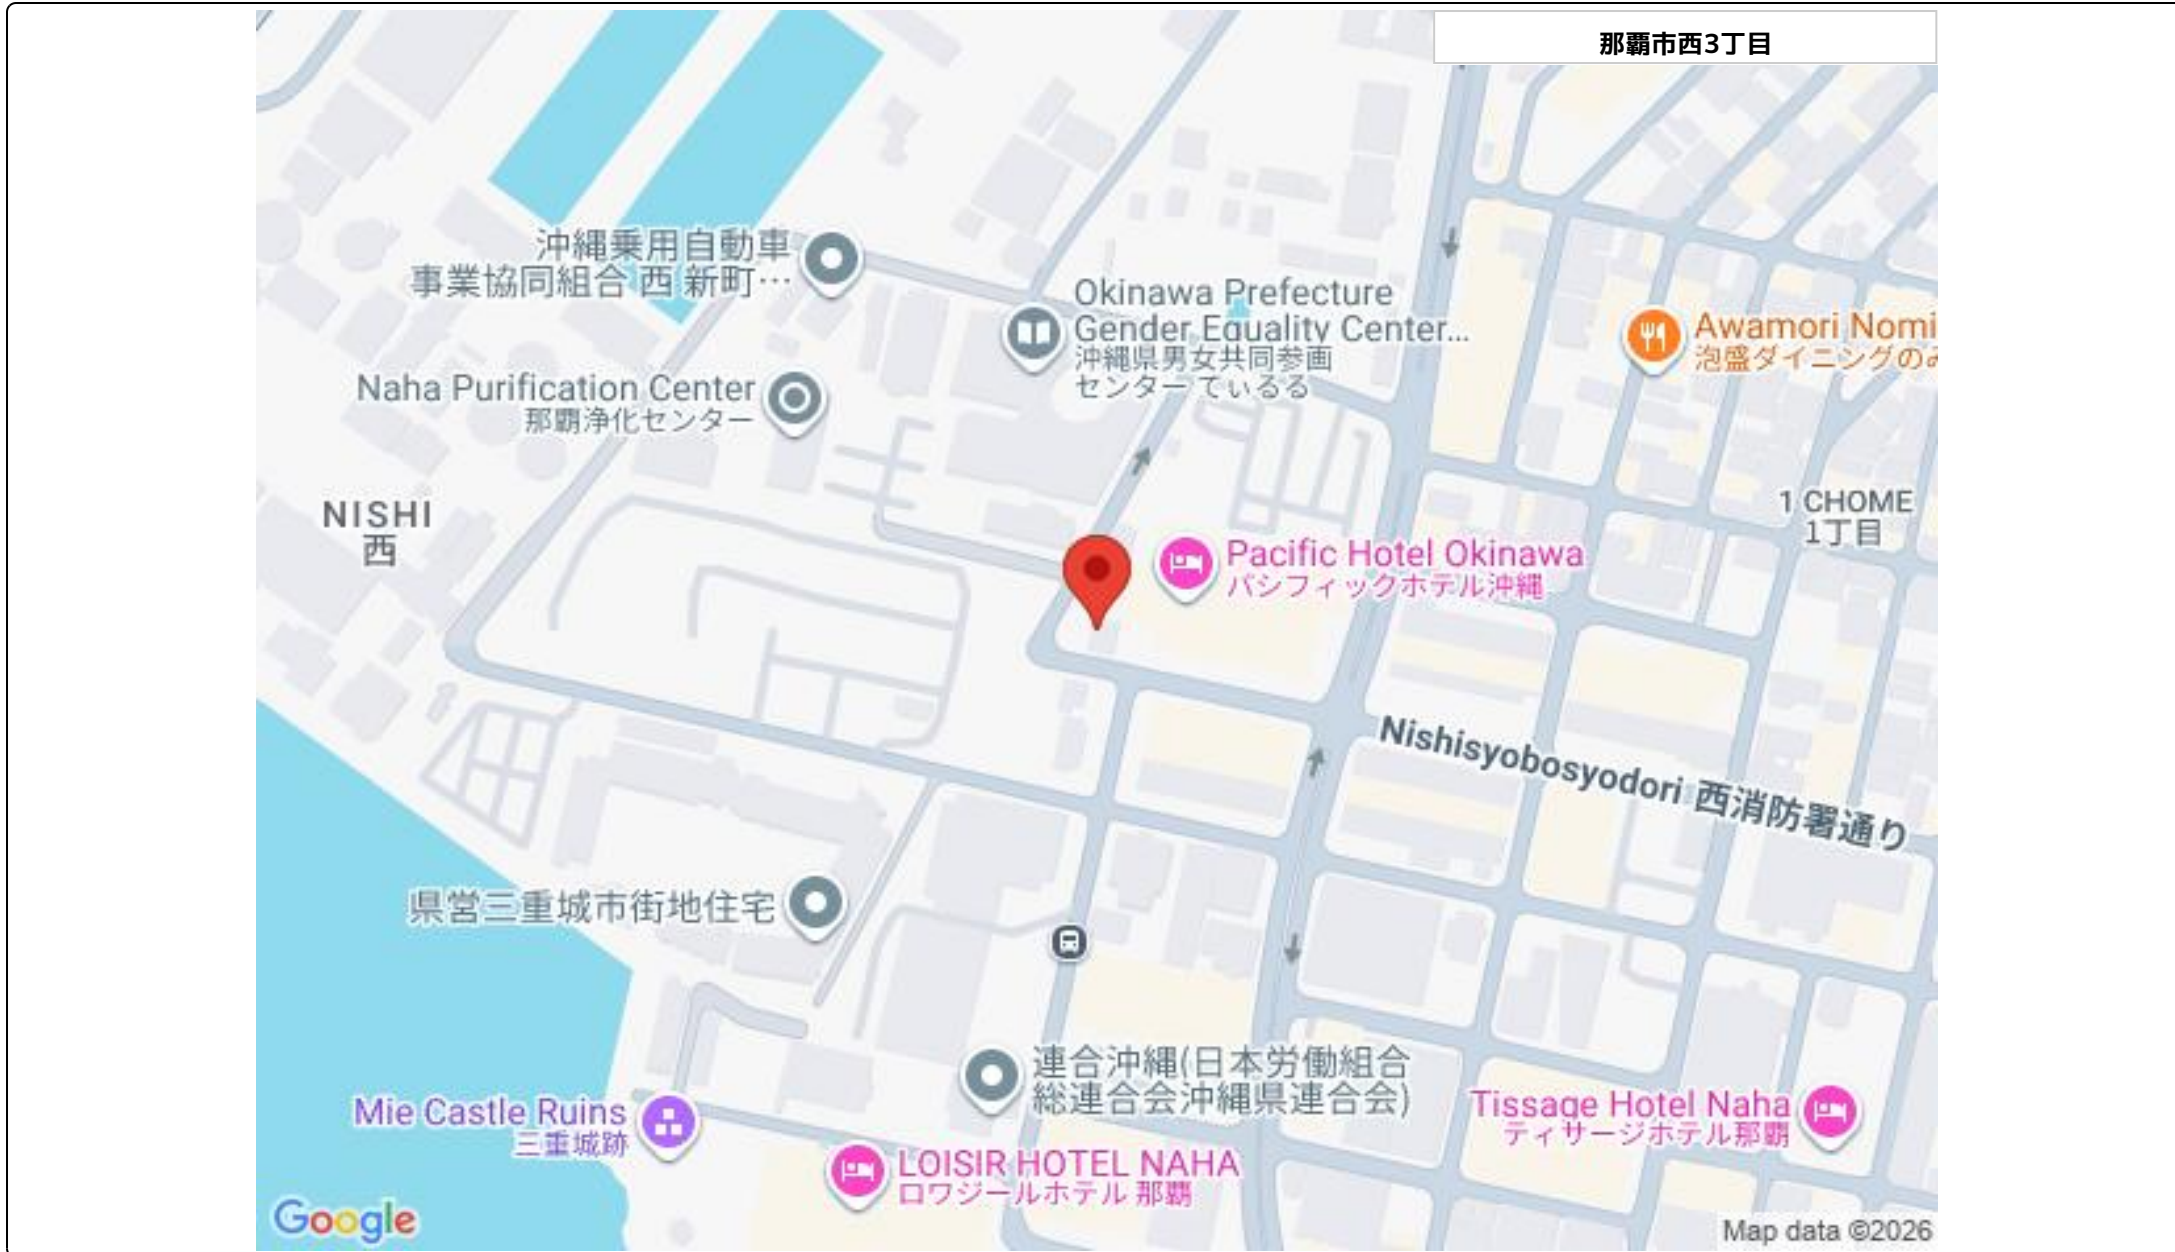 那覇市西3丁目
沖縄乗用自動車
事業協同組合 西 新町…
Okinawa Prefecture
Gender Equality Center...
沖縄県男女共同参画
センター てぃるる
Awamori Nomi
泡盛ダイニングのみ
Naha Purification Center
那覇浄化センター
NISHI
西
1 CHOME
1丁目
Pacific Hotel Okinawa
パシフィックホテル沖縄
Nishisyobosyodori 西消防署通り
県営三重城市街地住宅
連合沖縄(日本労働組合
総連合会沖縄県連合会)
Mie Castle Ruins
三重城跡
Tissage Hotel Naha
ティサージホテル那覇
LOISIR HOTEL NAHA
ロワジールホテル 那覇
Google
Map data ©2026